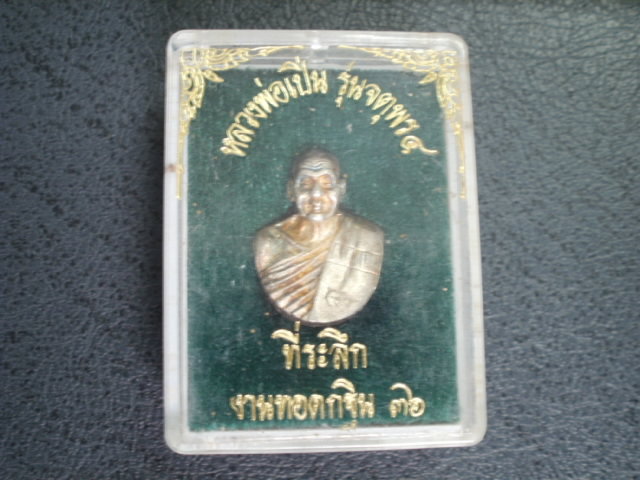 หลวงพ่อเปิ่น รุ่นจตุพร ๔
ที่ระลึก
งานทอดกฐิน ๓๖